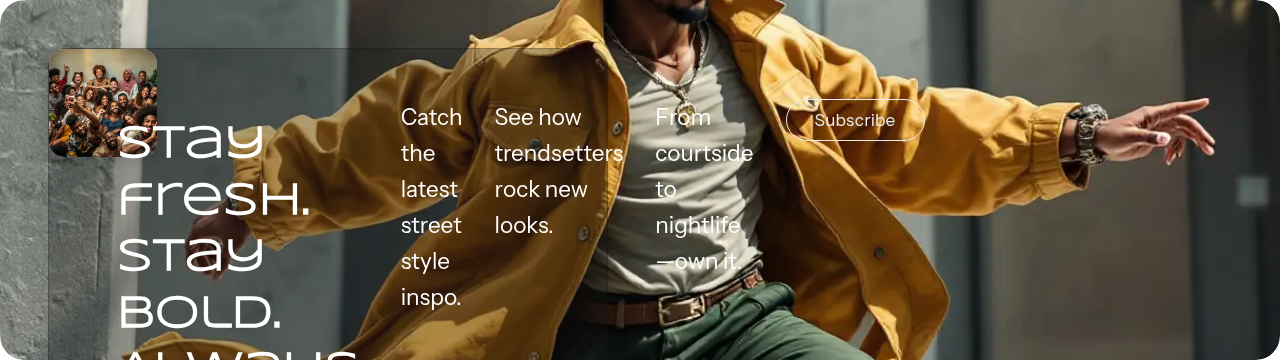 Stay
Fresh.
Stay
Bold.
Always
Catch
the
latest
street
style
inspo.
See how
trendsetters
rock new
looks.
From
courtside
to
nightlife
—own it.
Subscribe